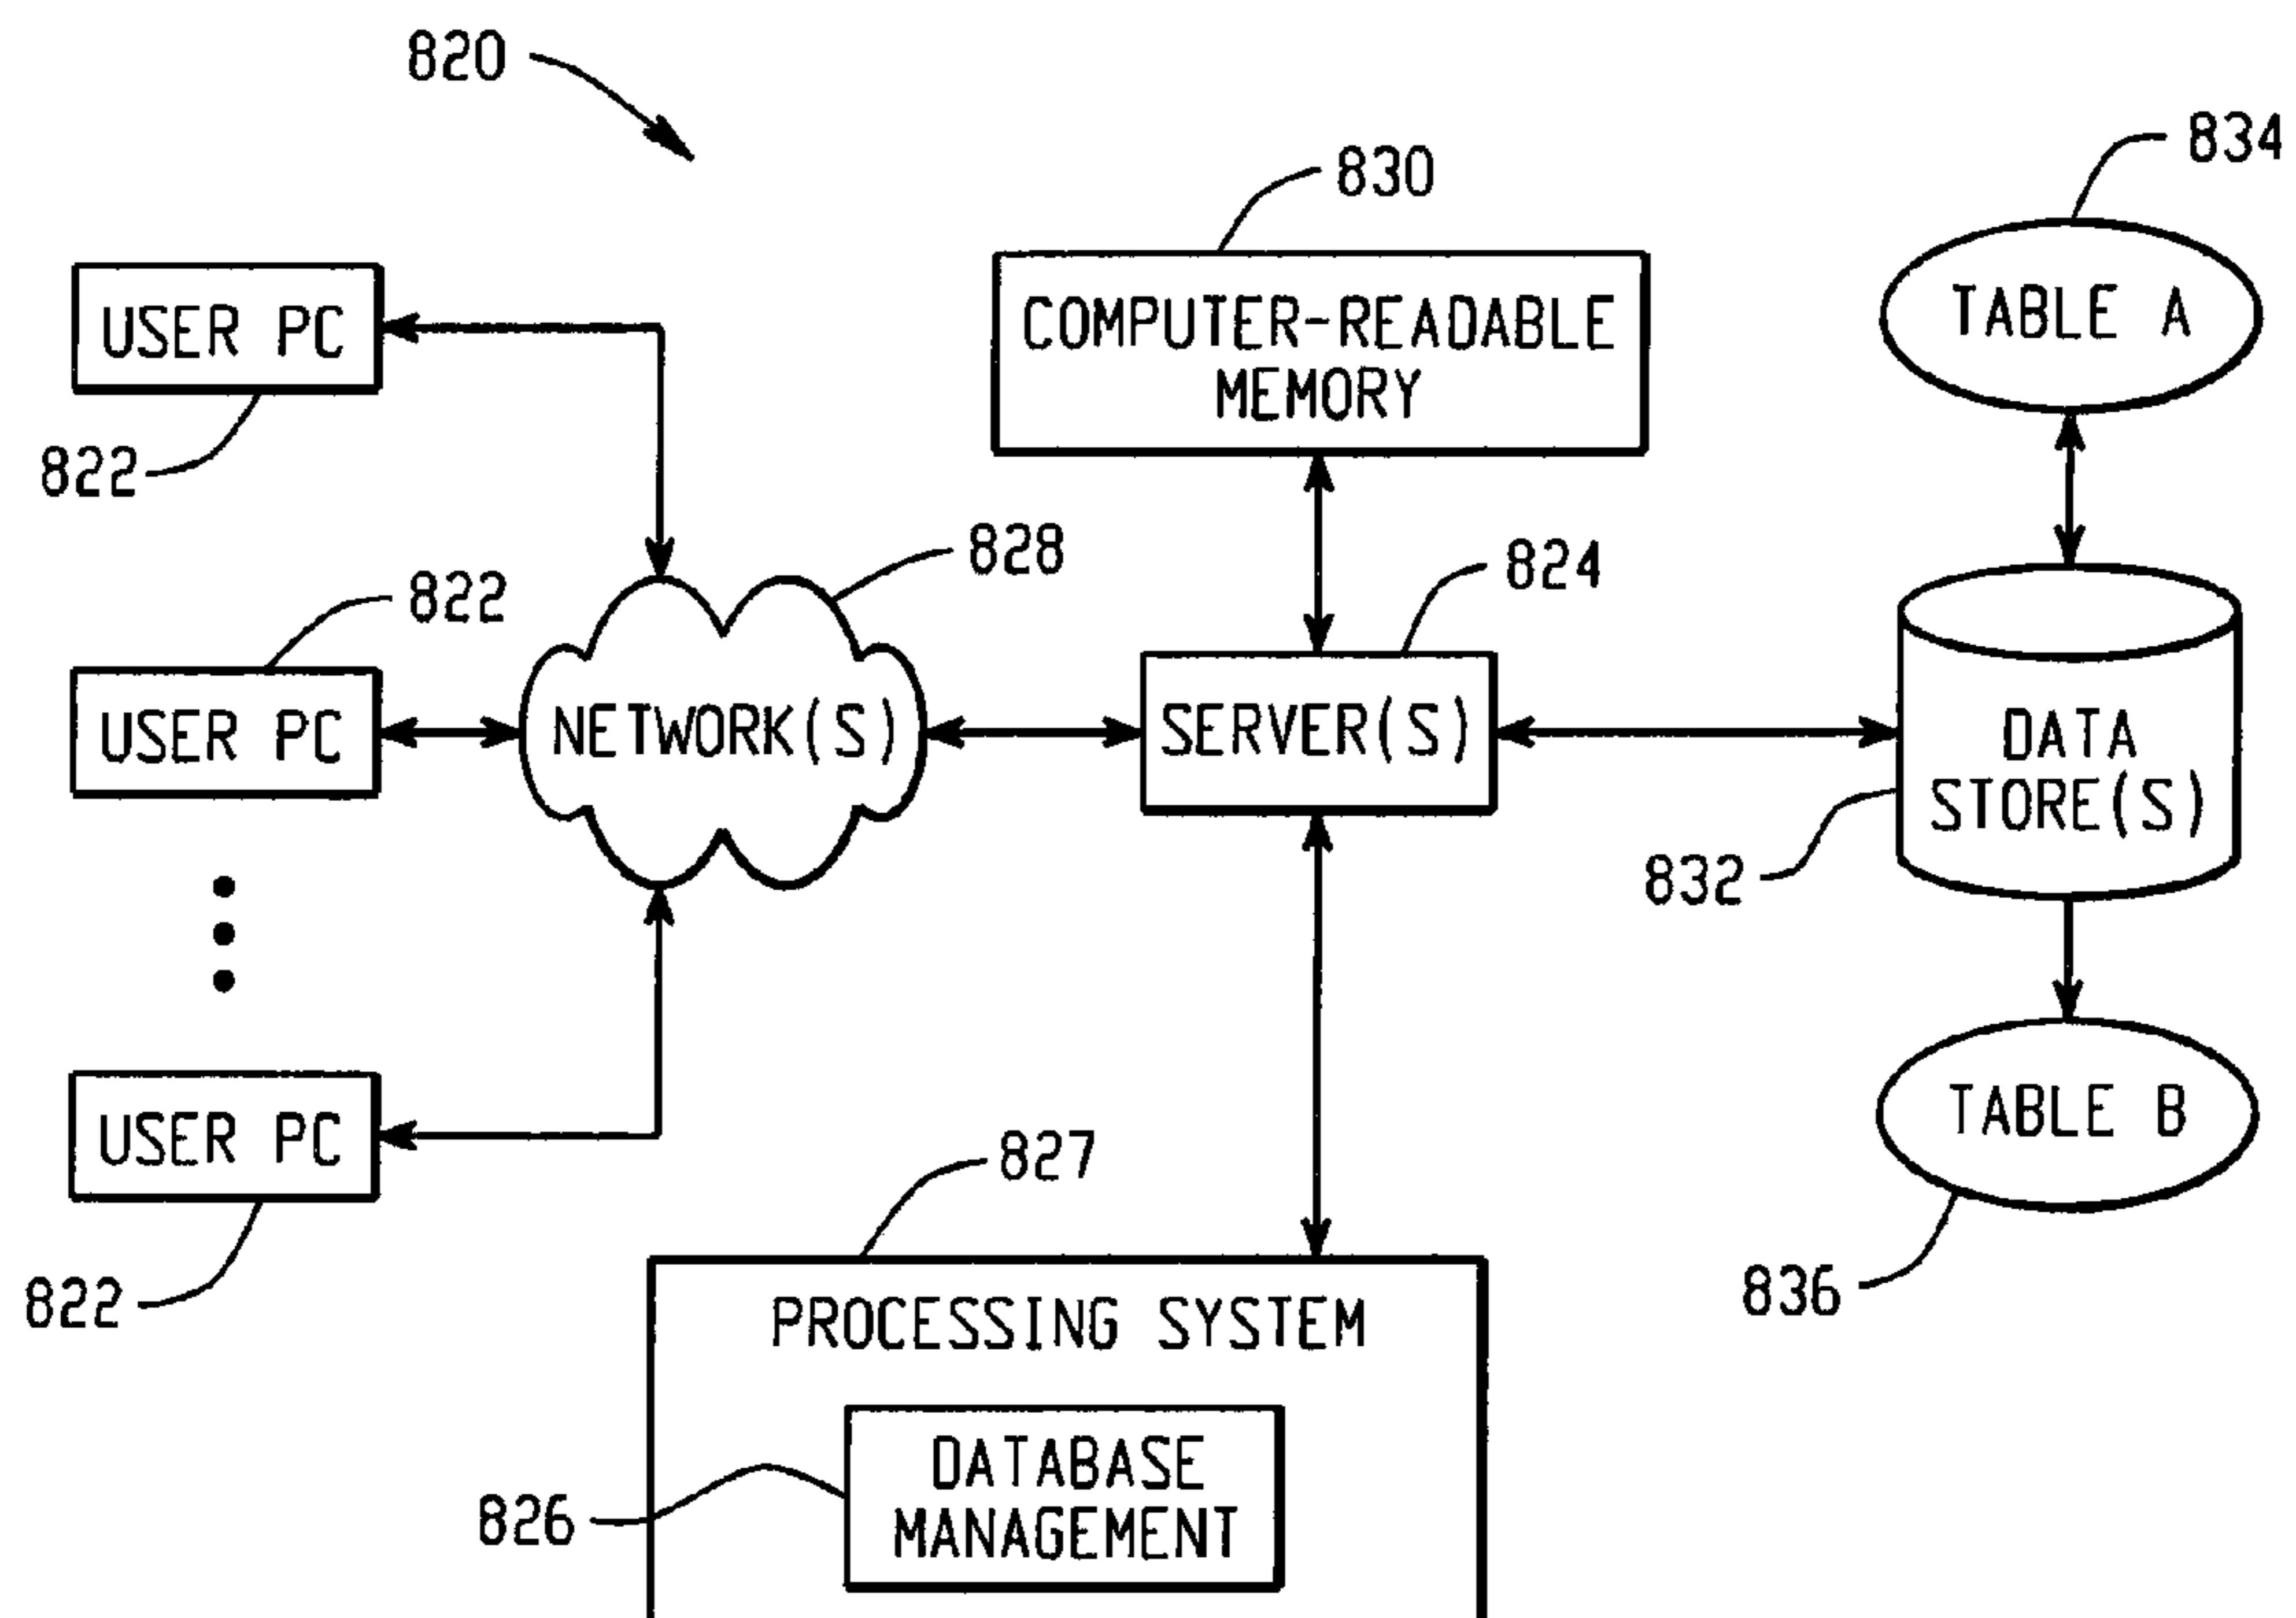 820
834
830
COMPUTER-READABLE
MEMORY
TABLE A
USER PC
822
828
824
822
USER PC
NETWORK(S)
SERVER(S)
DATA
STORE(S)
832
USER PC
822
827
TABLE B
836
PROCESSING SYSTEM
DATABASE
MANAGEMENT
826